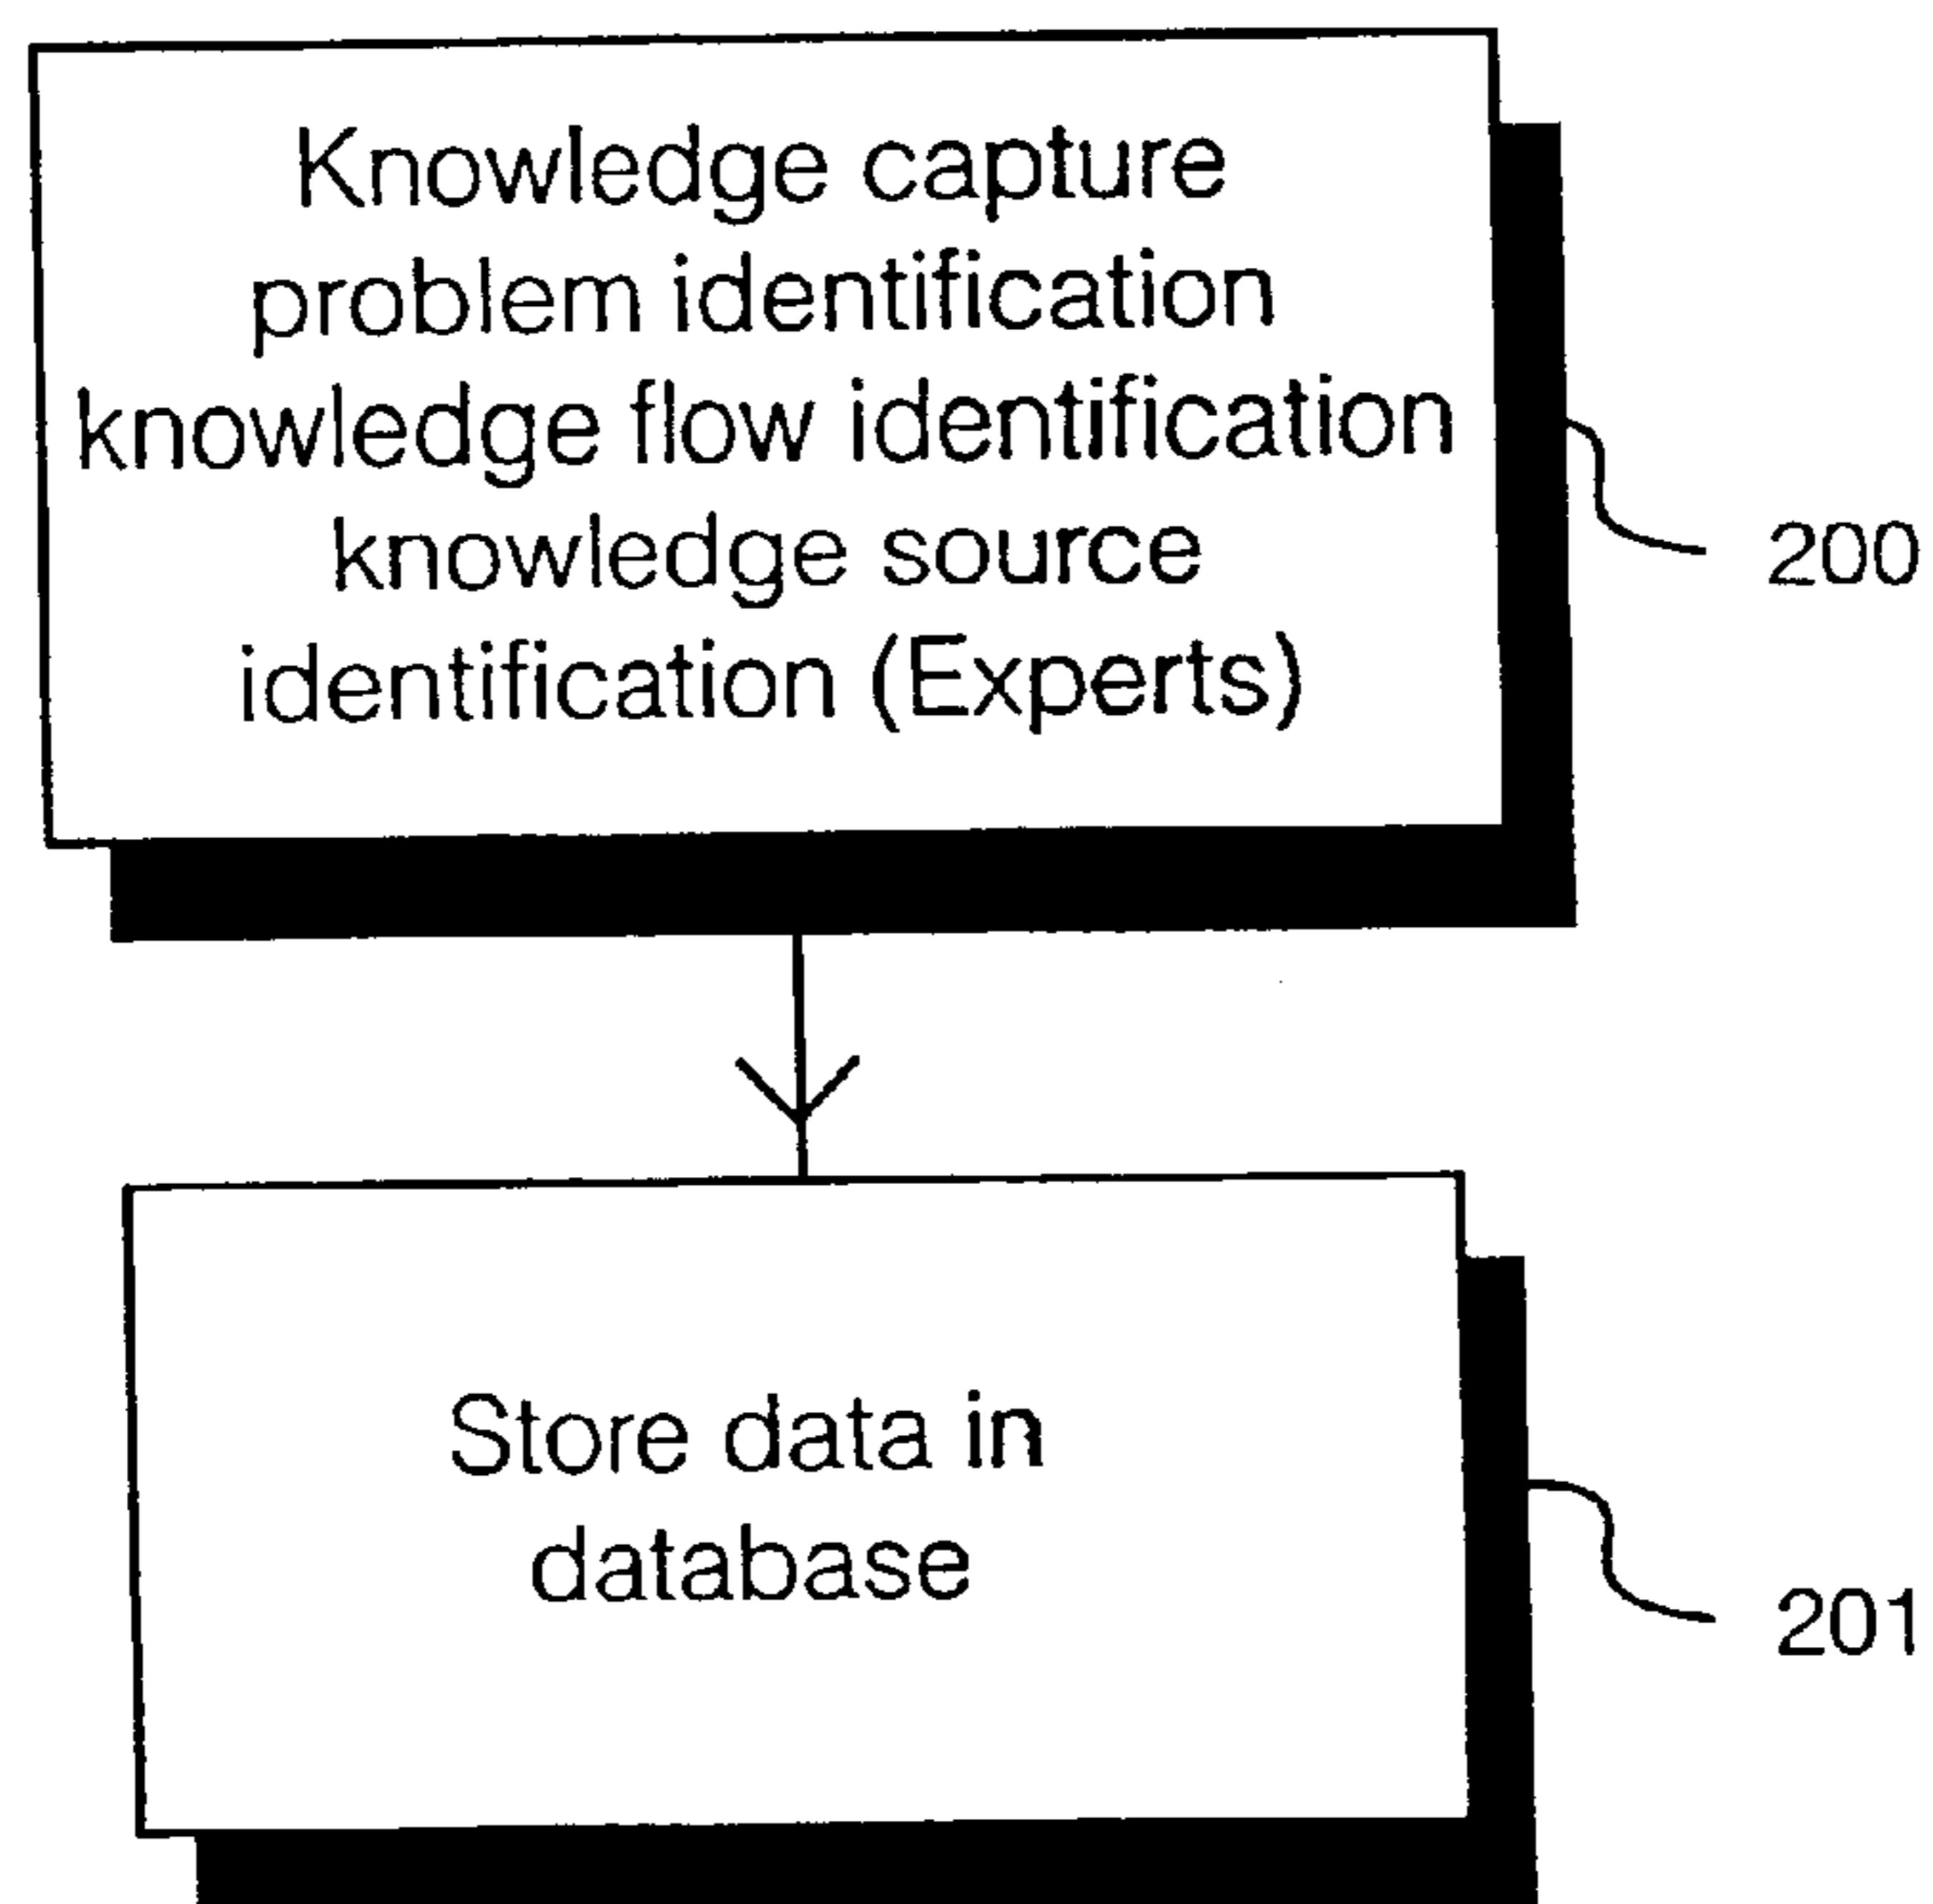 Knowledge capture
problem identification
knowledge flow identification
knowledge source
identification (Experts)
200
Store data in
database
201